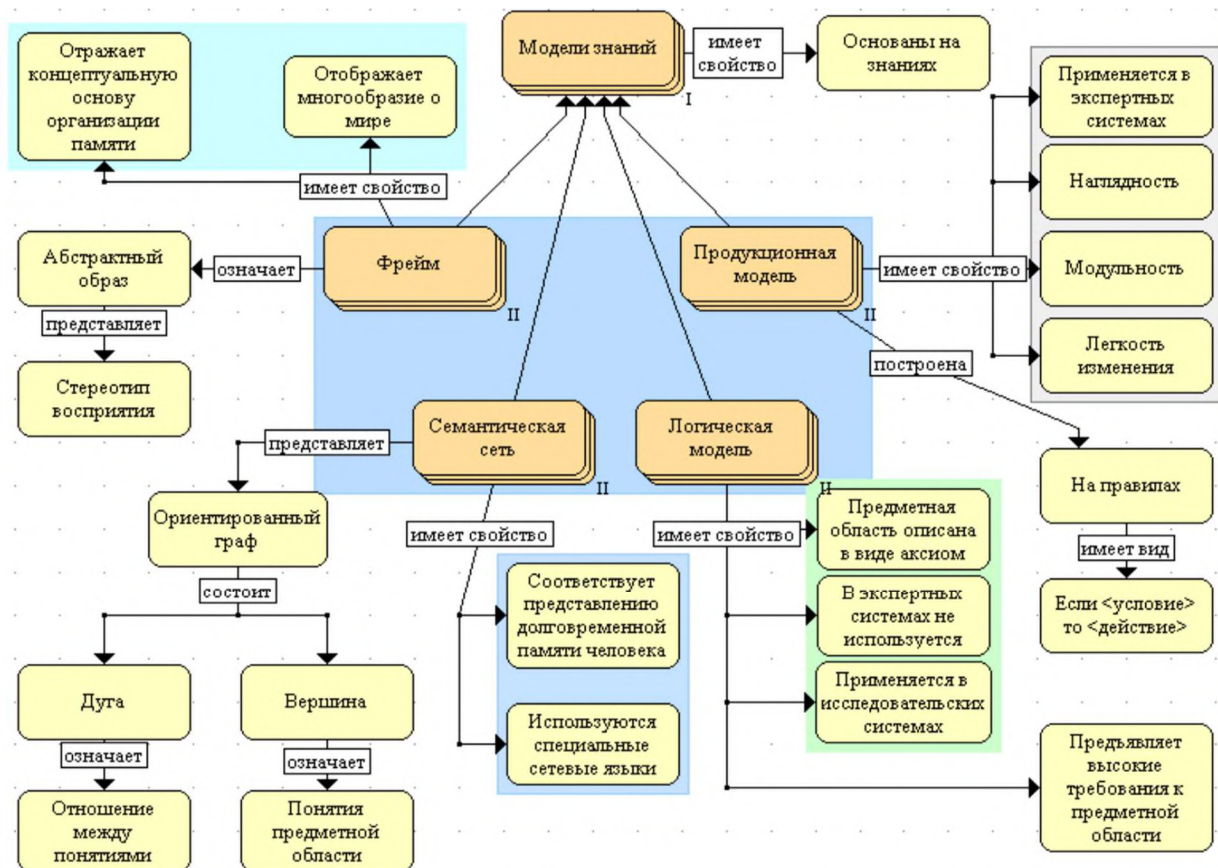 Модели знаний
I
имеет
свойство
Основаны на
знаниях
Отражает
концептуальную
основу
организации
памяти
Отображает
многообразие о
мире
имеет свойство
Применяется в
экспертных
системах
Наглядность
Модульность
Легкость
изменения
Абстрактный
образ
означает
Фрейм
II
Продукционная
модель
II
имеет свойство
представляет
Стереотип
восприятия
построена
Семантическая
сеть
II
Логическая
модель
II
представляет
На правилах
имеет вид
Если <условие>
то <действие>
Ориентированный
граф
имеет свойство
имеет свойство
Предметная
область описана
в виде аксиом
В экспертных
системах не
используется
Применяется в
исследовательских
системах
Соответствует
представлению
долговременной
памяти человека
Используются
специальные
сетевые языки
состоит
Дуга
Вершина
означает
означает
Отношение
между
понятиями
Понятия
предметной
области
Предъявляет
высокие
требования к
предметной
области